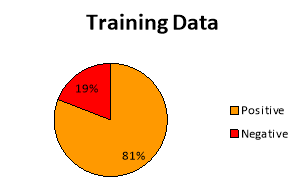 Training Data
19%
Positive
Negative
81%